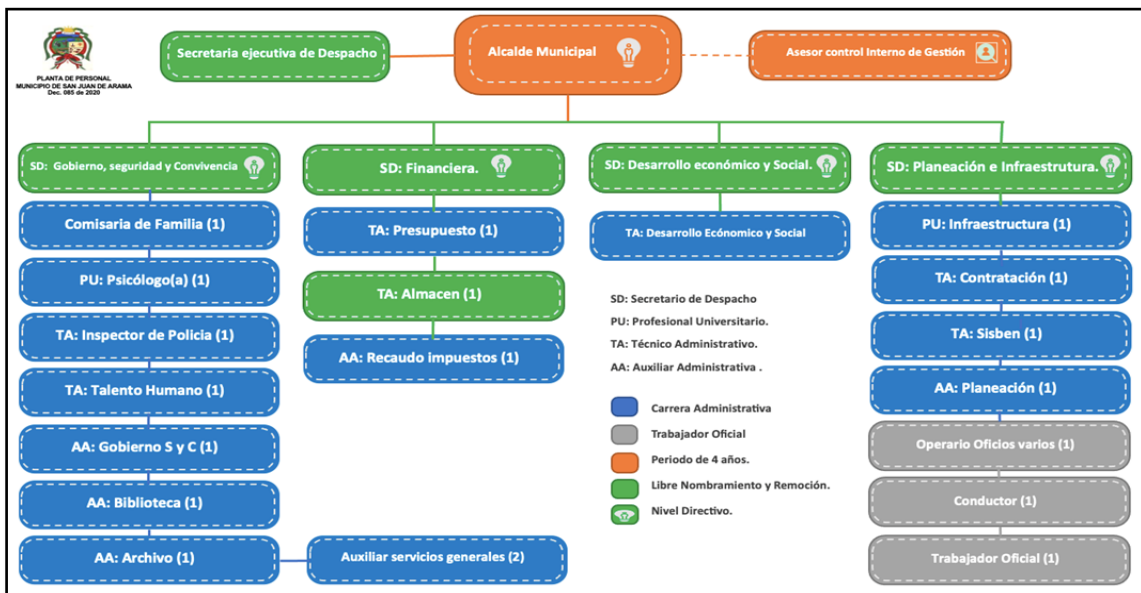 PLANTA DE PERSONAL
MUNICIPIO DE SAN JUAN DE ARAMA
Dec. 085 de 2020
Secretaria ejecutiva de Despacho
Alcalde Municipal
Asesor control Interno de Gestión
SD: Gobierno, seguridad y Convivencia
Comisaria de Familia (1)
PU: Psicólogo(a) (1)
TA: Inspector de Policia (1)
TA: Talento Humano (1)
AA: Gobierno S y C (1)
AA: Biblioteca (1)
AA: Archivo (1)
Auxiliar servicios generales (2)
SD: Financiera.
TA: Presupuesto (1)
TA: Almacen (1)
AA: Recaudo impuestos (1)
SD: Desarrollo económico y Social.
TA: Desarrollo Ecónomico y Social
SD: Planeación e Infraestrutura.
PU: Infraestructura (1)
TA: Contratación (1)
TA: Sisben (1)
AA: Planeación (1)
Operario Oficios varios (1)
Conductor (1)
Trabajador Oficial (1)
SD: Secretario de Despacho
PU: Profesional Universitario.
TA: Técnico Administrativo.
AA: Auxiliar Administrativa .
Carrera Administrativa
Trabajador Oficial
Periodo de 4 años.
Libre Nombramiento y Remoción.
Nivel Directivo.